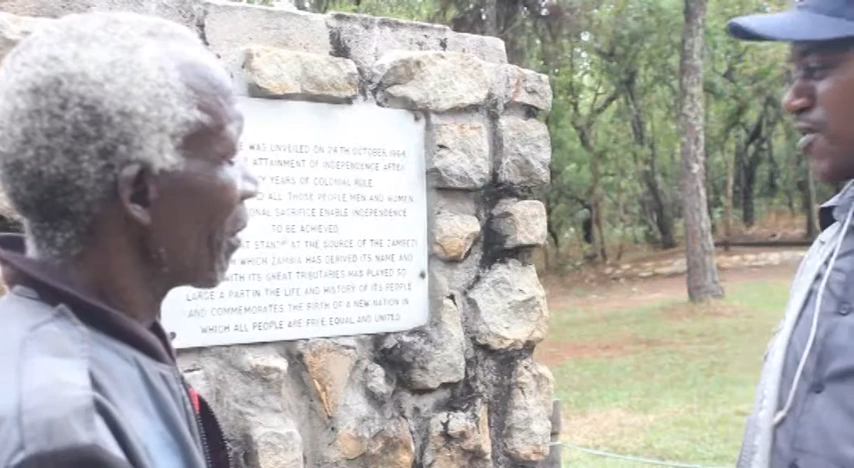 WAS UNVEILED ON 24TH OCTOBER, 1964
ATTAINMENT OF INDEPENDENCE AFTER
YEARS OF COLONIAL RULE.
ALL THOSE PEOPLE MEN AND WOMEN
SACRIFICE ENABLE INDEPENDENCE
TO BE ACHIEVED.
AT THE SOURCE OF THE ZAMBEZI
WHICH ZAMBIA HAS DERIVED ITS NAME AND
WITH ITS GREAT TRIBUTARIES HAS PLAYED SO
LARGE A PART IN THE LIFE AND HISTORY OF ITS PEOPLE
AND COMMEMORATES THE BIRTH OF A NEW NATION IN
WHICH ALL PEOPLE ARE FREE, EQUAL AND UNITED.